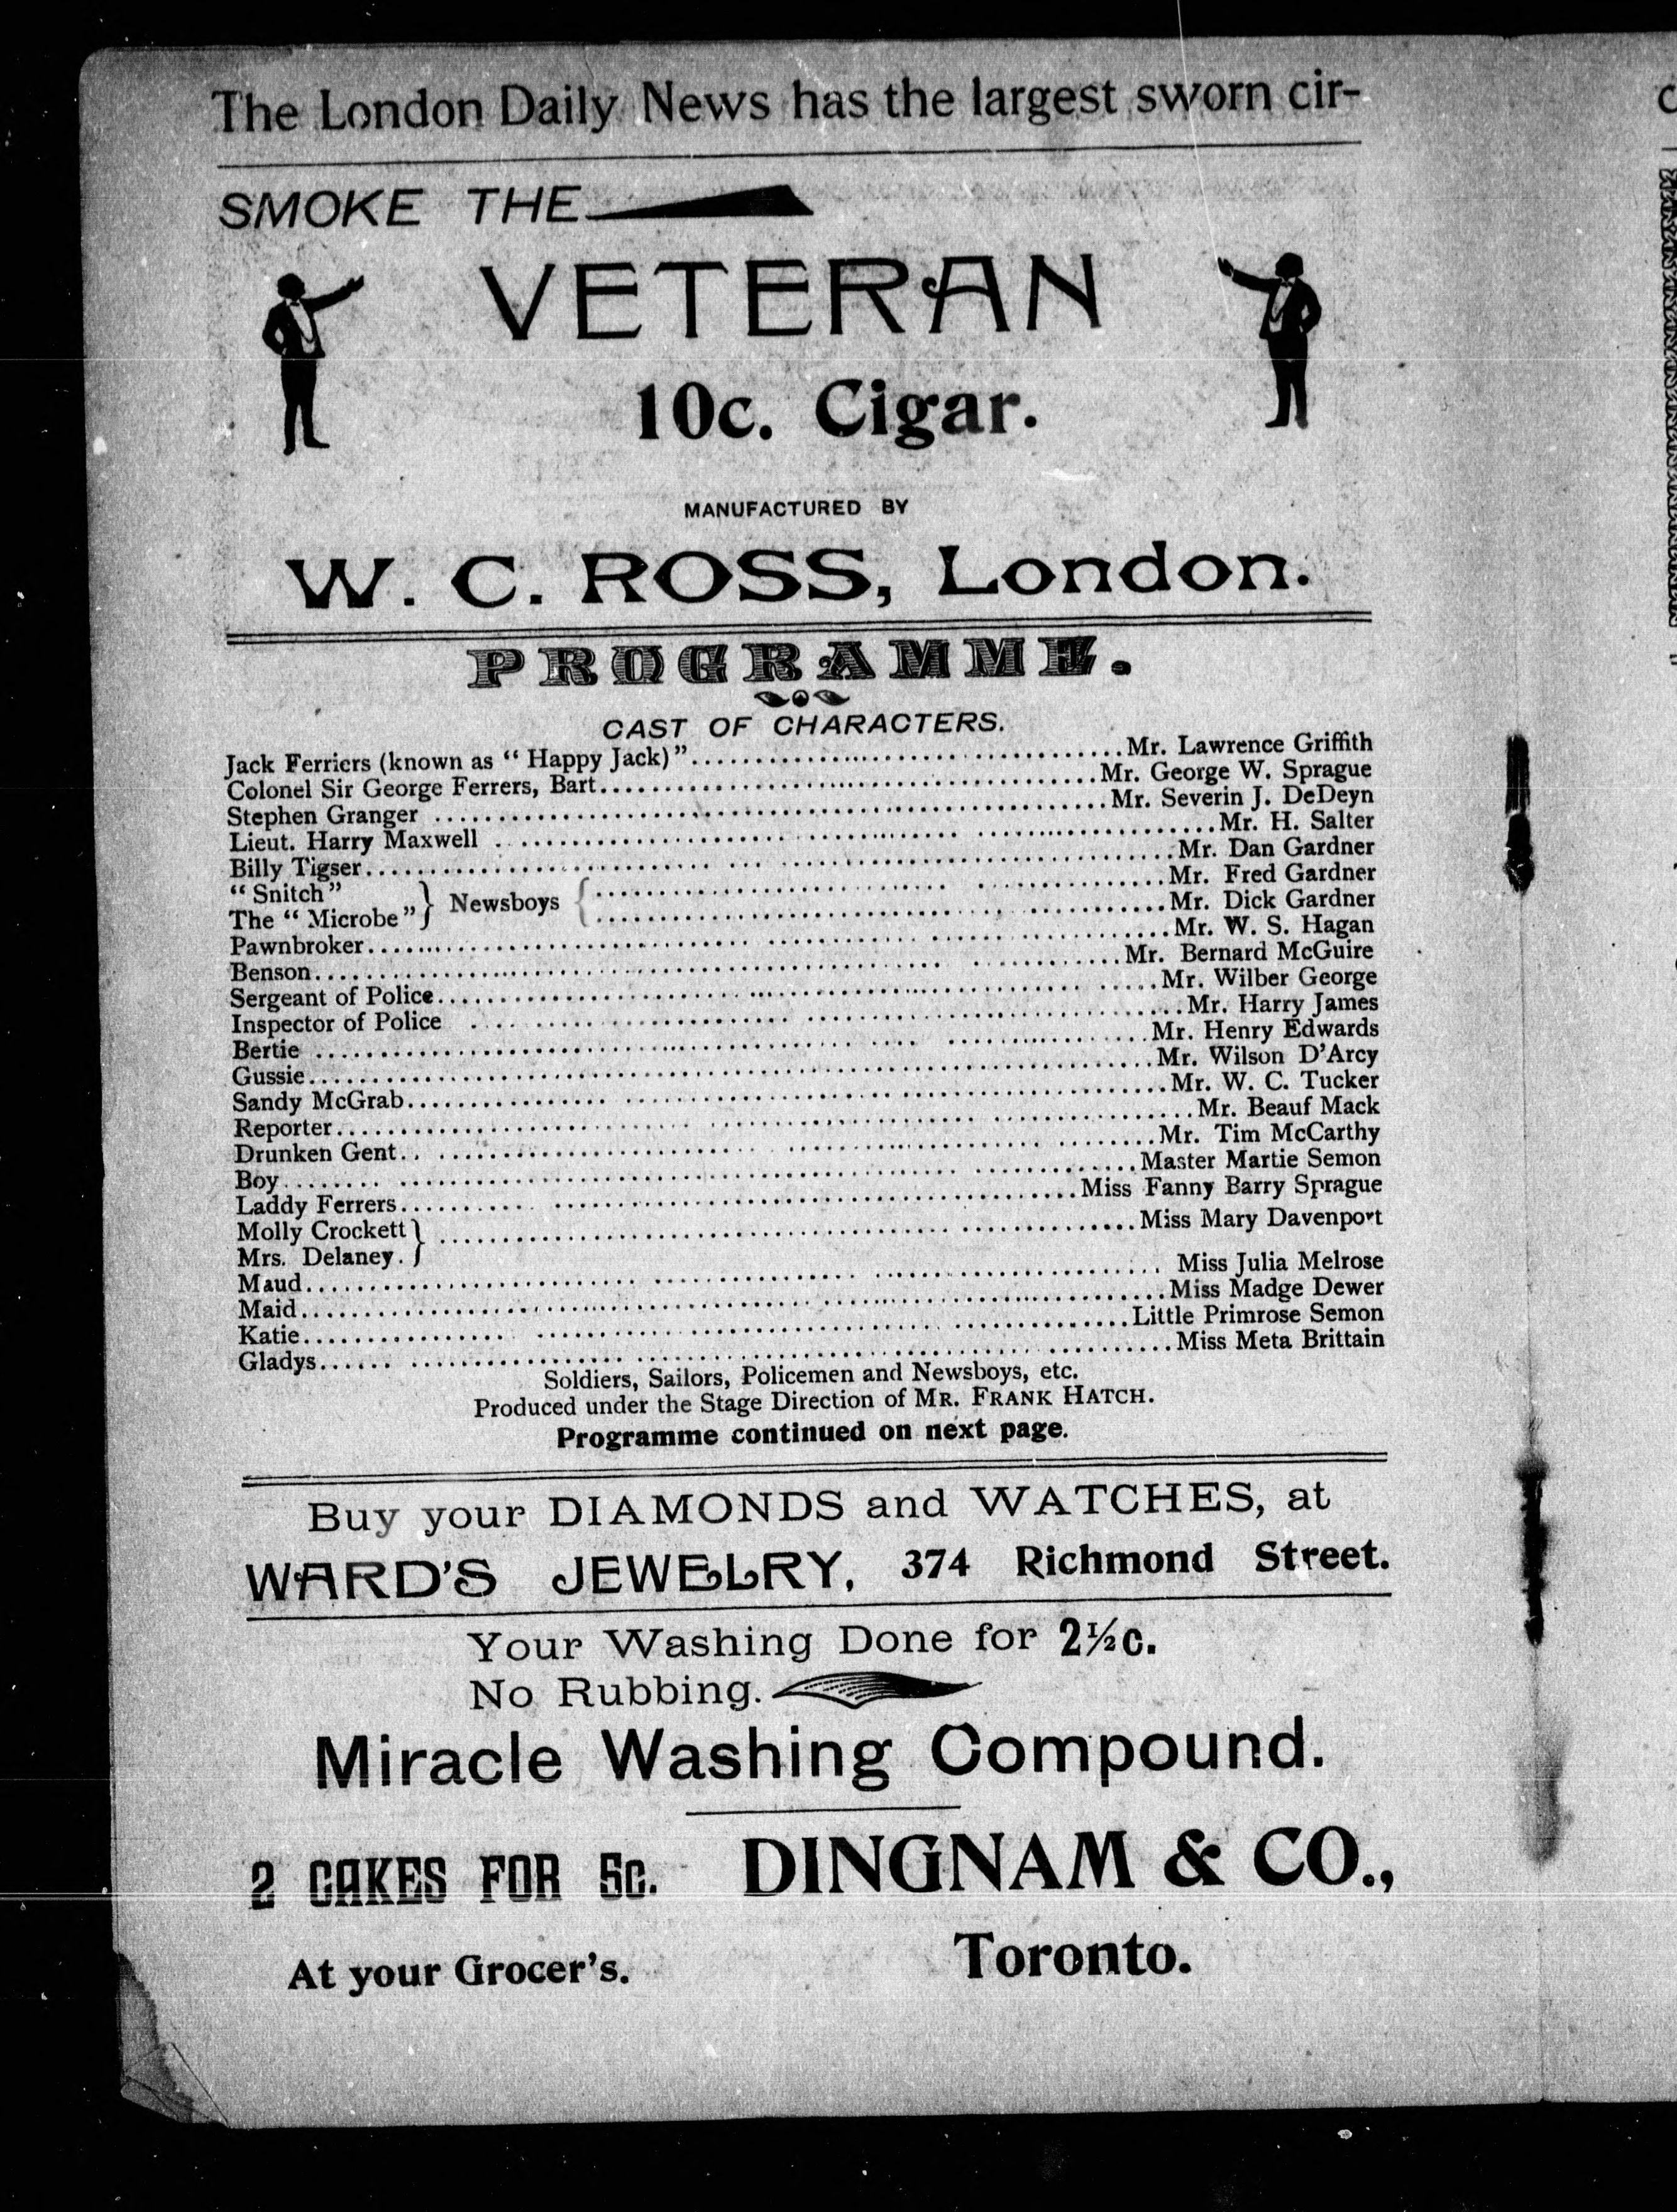 The London Daily News has the largest sworn cir-
SMOKE THE
VETERAN
10c. Cigar.
MANUFACTURED BY
W. C. ROSS, London.
PROGRAMME.
CAST OF CHARACTERS.
Jack Ferriers (known as “ Happy Jack)”..............................Mr. Lawrence Griffith
Colonel Sir George Ferrers, Bart..............................Mr. George W. Sprague
Stephen Granger ..............................Mr. Severin J. DeDeyn
Lieut. Harry Maxwell ..............................Mr. H. Salter
Billy Tigser..............................Mr. Dan Gardner
“ Snitch” } Newsboys {..............................Mr. Fred Gardner
The “ Microbe” } Newsboys {..............................Mr. Dick Gardner
Pawnbroker..............................Mr. W. S. Hagan
Benson..............................Mr. Bernard McGuire
Sergeant of Police..............................Mr. Wilber George
Inspector of Police ..............................Mr. Harry James
Bertie ..............................Mr. Henry Edwards
Gussie..............................Mr. Wilson D’Arcy
Sandy McGrab..............................Mr. W. C. Tucker
Reporter..............................Mr. Beauf Mack
Drunken Gent..............................Mr. Tim McCarthy
Boy..............................Master Martie Semon
Laddy Ferrers..............................Miss Fanny Barry Sprague
Molly Crockett } ..............................Miss Mary Davenport
Mrs. Delaney. }
Maud..............................Miss Julia Melrose
Maid..............................Miss Madge Dewer
Katie..............................Little Primrose Semon
Gladys..............................Miss Meta Brittain
Soldiers, Sailors, Policemen and Newsboys, etc.
Produced under the Stage Direction of MR. FRANK HATCH.
Programme continued on next page.
Buy your DIAMONDS and WATCHES, at
WARD’S JEWELRY, 374 Richmond Street.
Your Washing Done for 2½c.
No Rubbing.
Miracle Washing Compound.
2 CAKES FOR 5c. DINGNAM & CO.,
At your Grocer’s. Toronto.